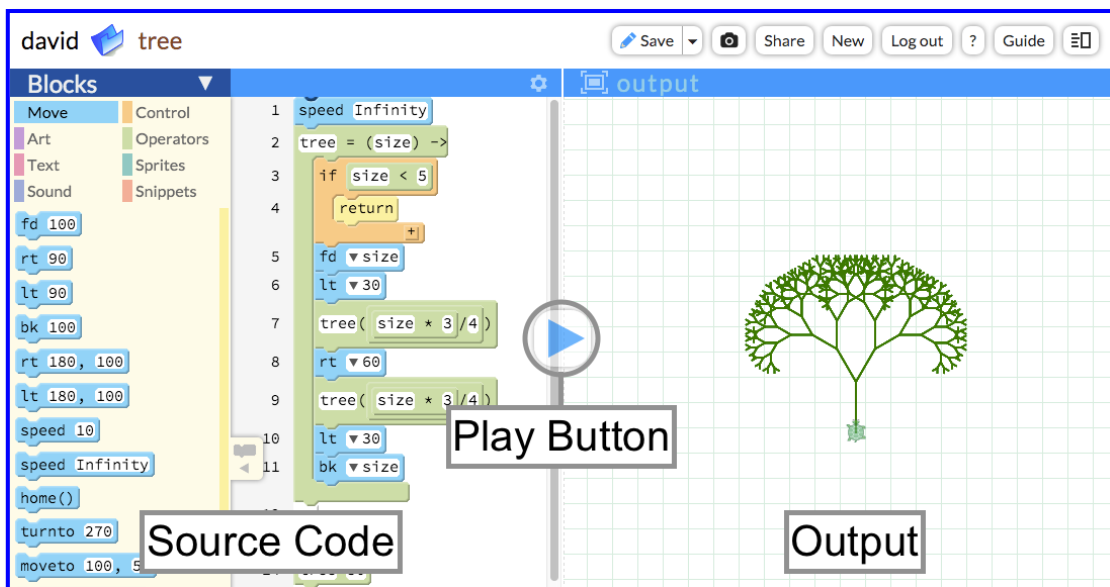 david tree
Save Share New Log out ? Guide
Blocks ▼
output
Move Control
Art Operators
Text Sprites
Sound Snippets
fd 100
rt 90
lt 90
bk 100
rt 180, 100
lt 180, 100
speed 10
speed Infinity
home()
turnto 270
moveto 100,
1 speed Infinity
2 tree = (size) ->
3 if size < 5
4 return
+
5 fd ▼ size
6 lt ▼ 30
7 tree( size * 3 /4 )
8 rt ▼ 60
9 tree( size * 3 /4 )
10 lt ▼ 30
11 bk ▼ size
Play Button
Source Code
Output